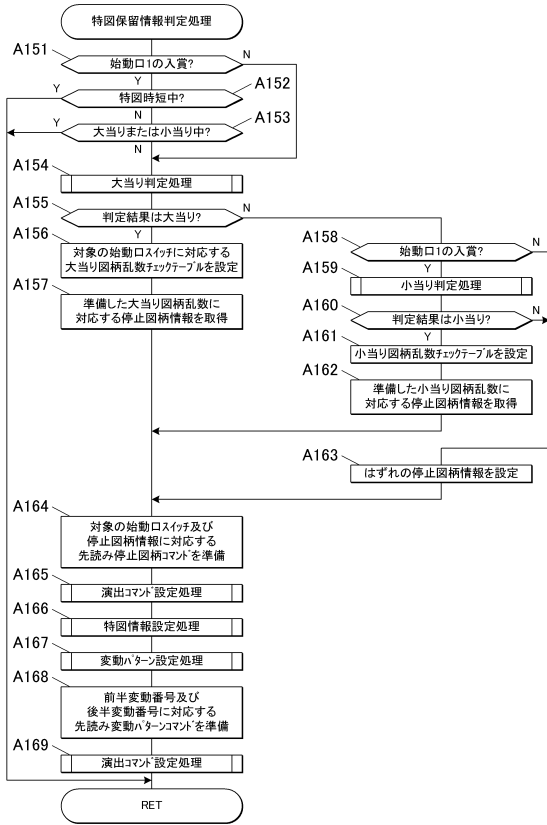 特図保留情報判定処理
A151
始動口1の入賞?
N
Y
A152
Y
特図時短中?
N
A153
Y
大当りまたは小当り中?
N
A154
大当り判定処理
A155
判定結果は大当り?
N
Y
A156
対象の始動口スイッチに対応する
大当り図柄乱数チェックテーブルを設定
A157
準備した大当り図柄乱数に
対応する停止図柄情報を取得
A158
始動口1の入賞?
N
Y
A159
小当り判定処理
A160
判定結果は小当り?
N
Y
A161
小当り図柄乱数チェックテーブルを設定
A162
準備した小当り図柄乱数に
対応する停止図柄情報を取得
A163
はずれの停止図柄情報を設定
A164
対象の始動口スイッチ及び
停止図柄情報に対応する
先読み停止図柄コマンドを準備
A165
演出コマンド設定処理
A166
特図情報設定処理
A167
変動パターン設定処理
A168
前半変動番号及び
後半変動番号に対応する
先読み変動パターンコマンドを準備
A169
演出コマンド設定処理
RET